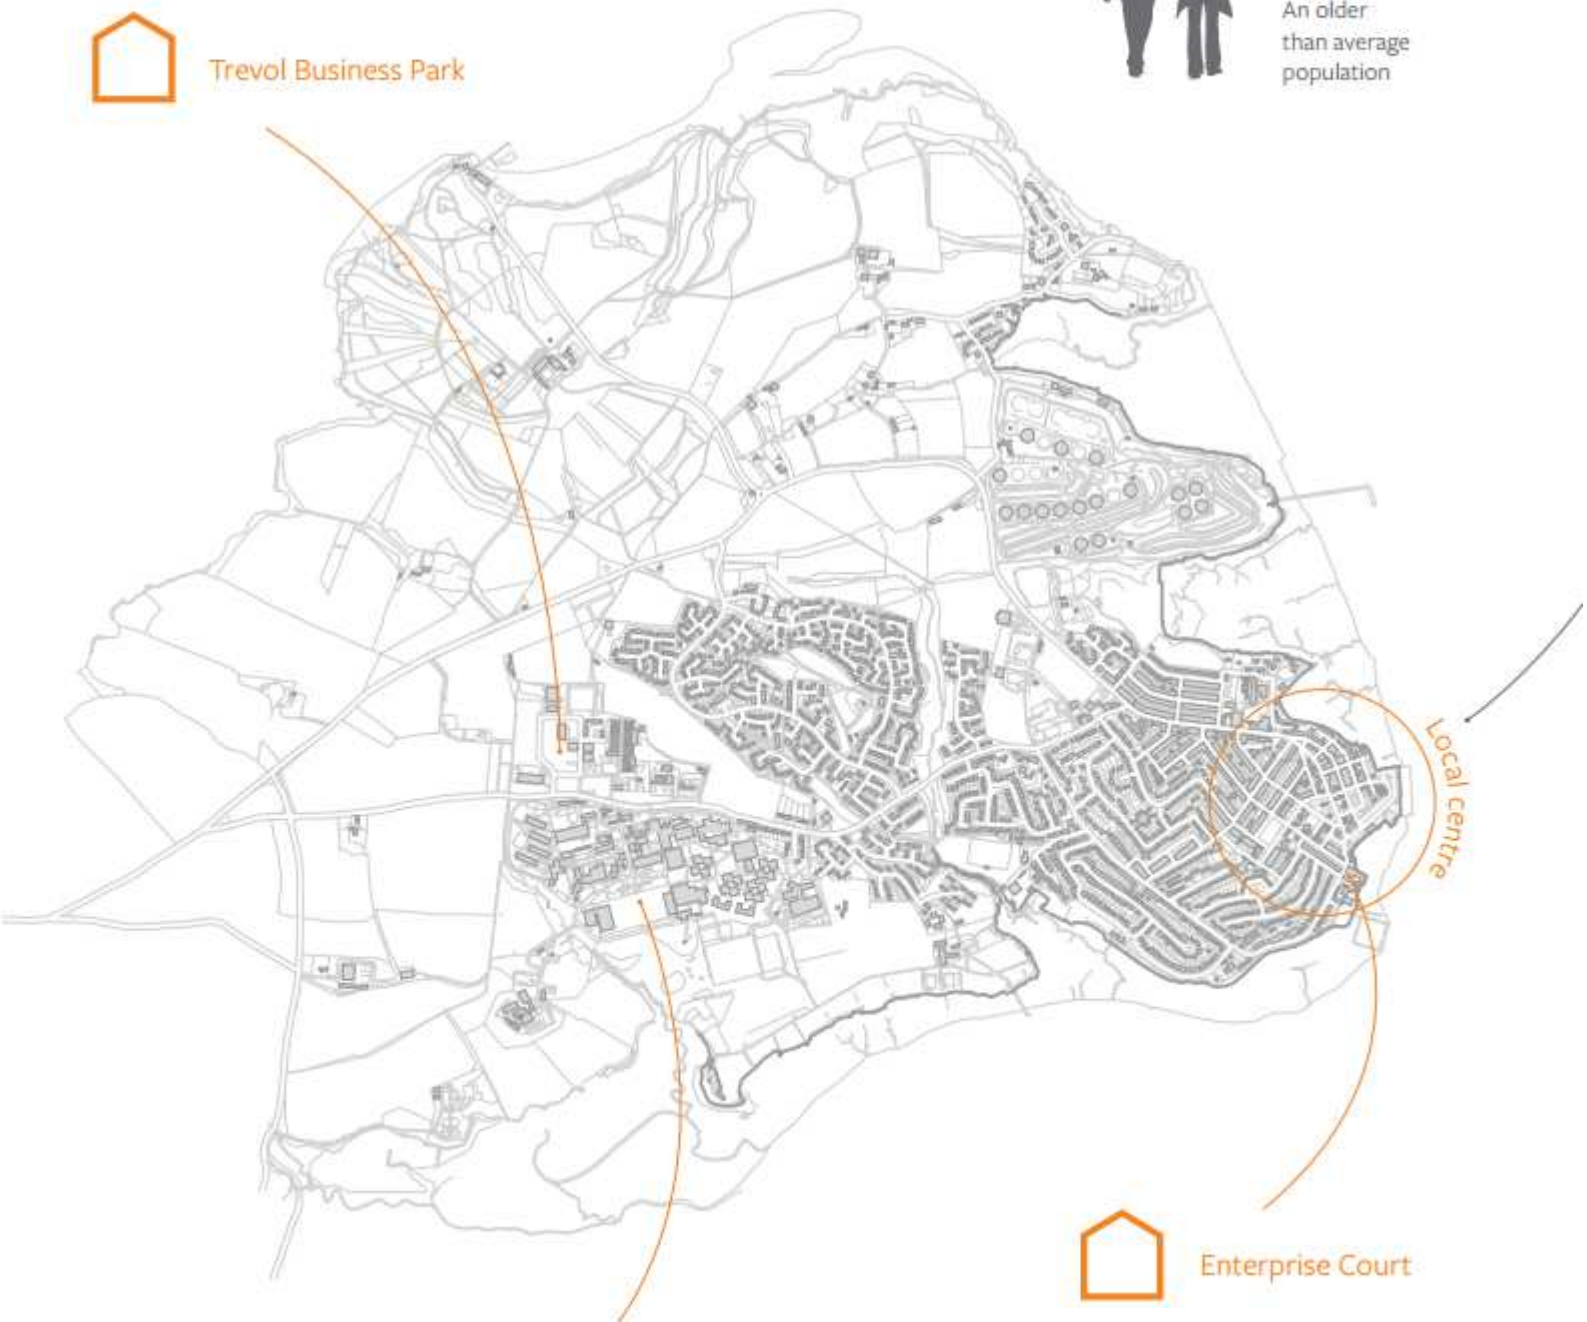 An older
than average
population
Trevol Business Park
Local centre
Enterprise Court